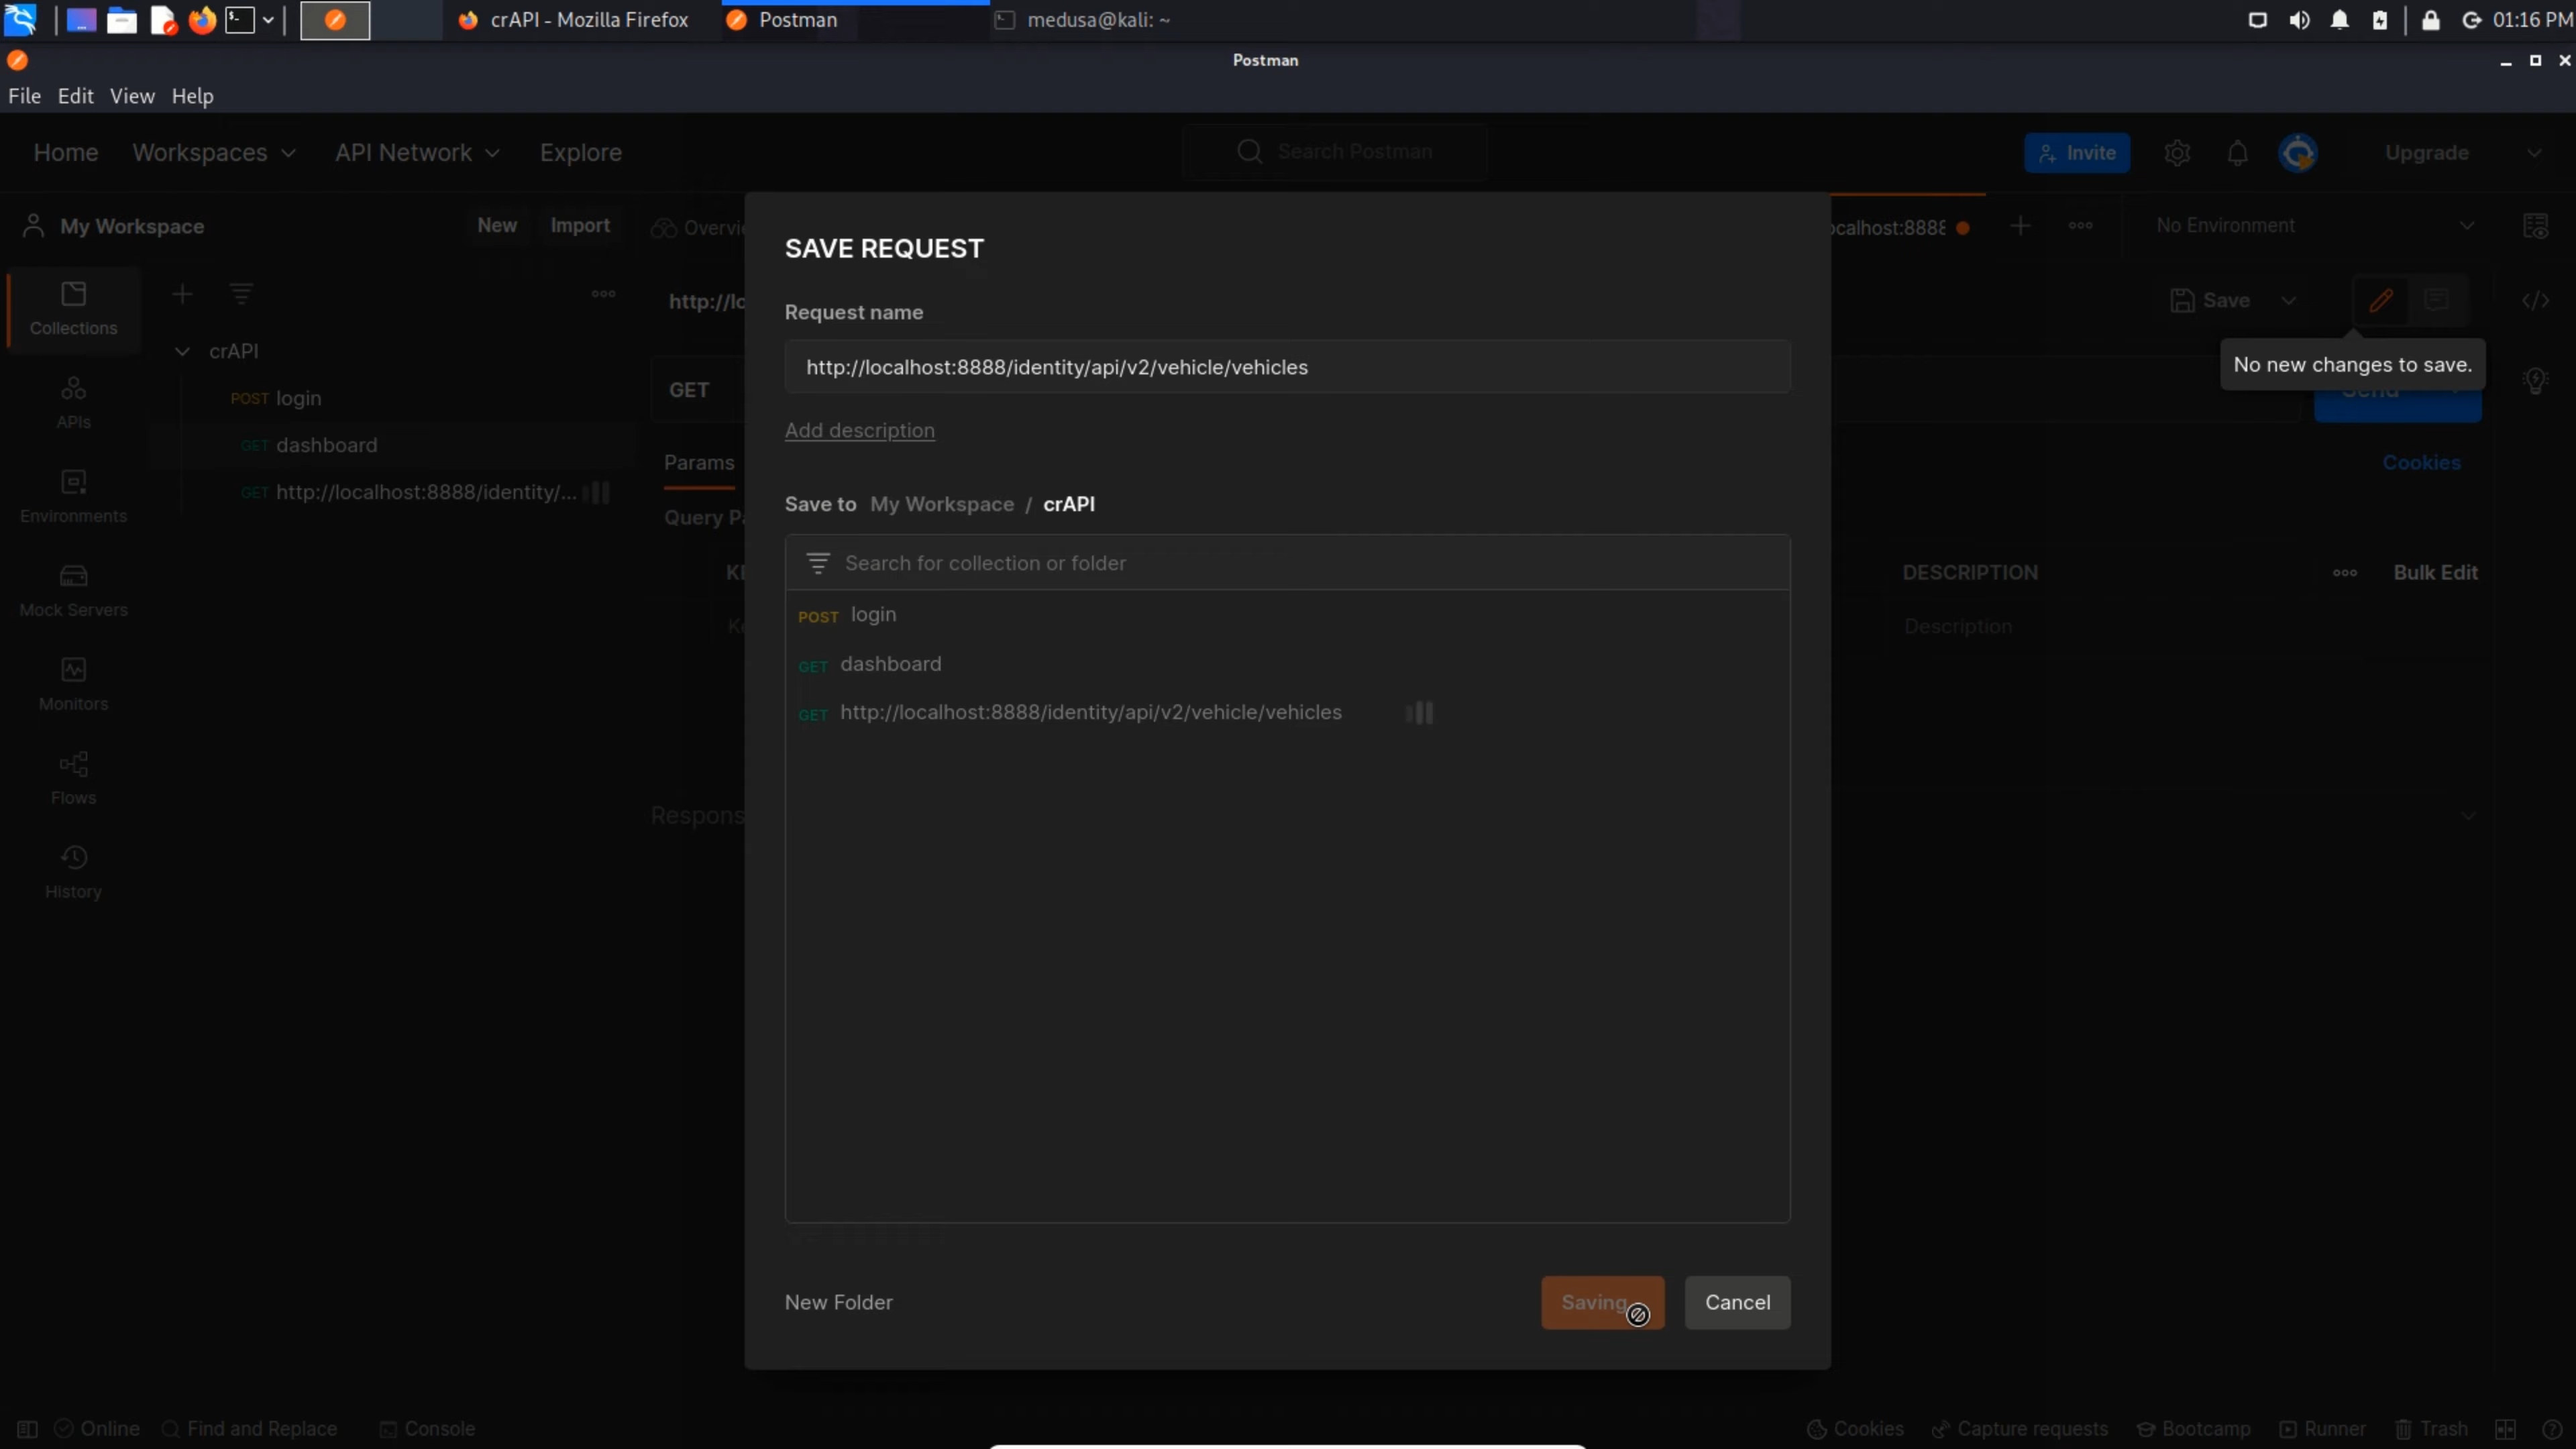 crAPI - Mozilla Firefox
Postman
medusa@kali: ~
01:16 PM
Postman
File Edit View Help
Home Workspaces API Network Explore
Search Postman
Invite
Upgrade
My Workspace
New
Import
No Environment
SAVE REQUEST
Collections
Save
Request name
No new changes to save.
crAPI
http://localhost:8888/identity/api/v2/vehicle/vehicles
GET
POST login
APIs
Add description
GET dashboard
Params
Cookies
GET http://localhost:8888/identity/...
Save to My Workspace / crAPI
Environments
Search for collection or folder
DESCRIPTION
Bulk Edit
Mock Servers
POST login
Description
GET dashboard
Monitors
GET http://localhost:8888/identity/api/v2/vehicle/vehicles
Flows
History
New Folder
Saving
Cancel
Online
Find and Replace
Console
Cookies
Capture requests
Bootcamp
Runner
Trash